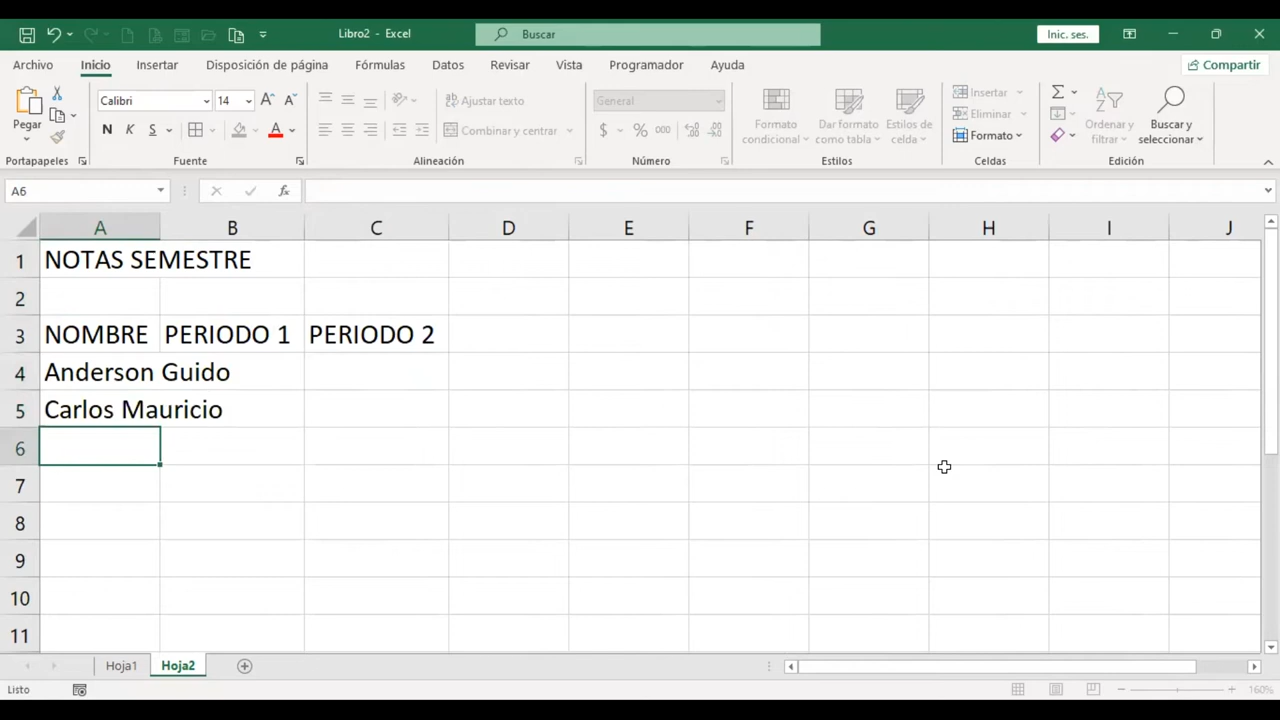 Libro2 - Excel
Buscar
Inic. ses.
Archivo Inicio Insertar Disposición de página Fórmulas Datos Revisar Vista Programador Ayuda
Compartir
Pegar
Calibri 14
N K S A
Ajustar texto
Combinar y centrar
General
$ % 000
Formato condicional
Dar formato como tabla
Estilos de celda
Insertar
Eliminar
Formato
Ordenar y filtrar
Buscar y seleccionar
Portapapeles Fuente Alineación Número Estilos Celdas Edición
A6 fx
A B C D E F G H I J
1 NOTAS SEMESTRE
2
3 NOMBRE PERIODO 1 PERIODO 2
4 Anderson Guido
5 Carlos Mauricio
6
7
8
9
10
11
Hoja1 Hoja2
Listo 160%